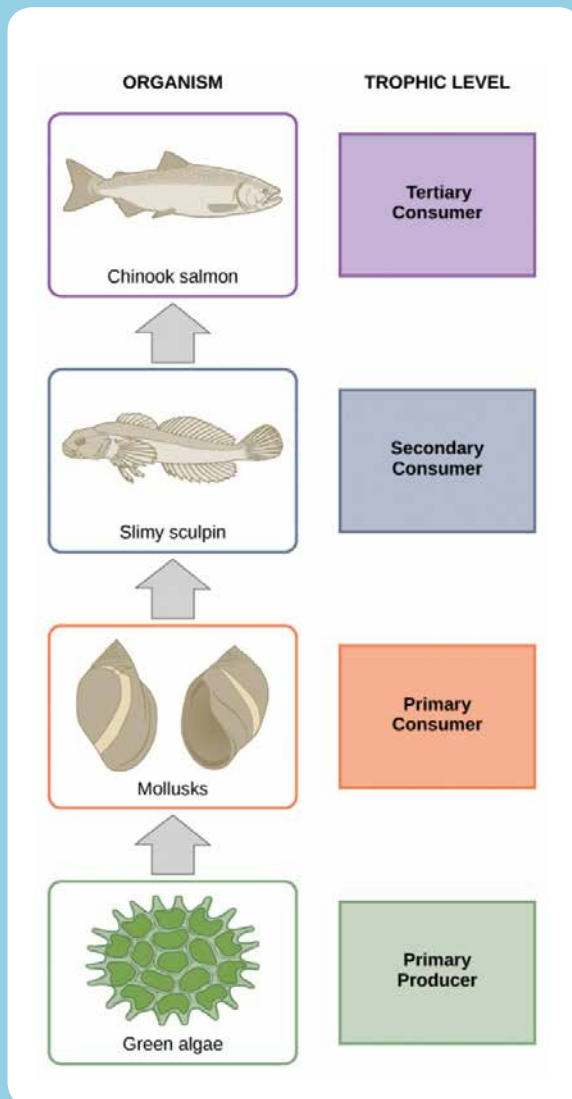 ORGANISM TROPHIC LEVEL
Chinook salmon
Tertiary
Consumer
Slimy sculpin
Secondary
Consumer
Mollusks
Primary
Consumer
Green algae
Primary
Producer